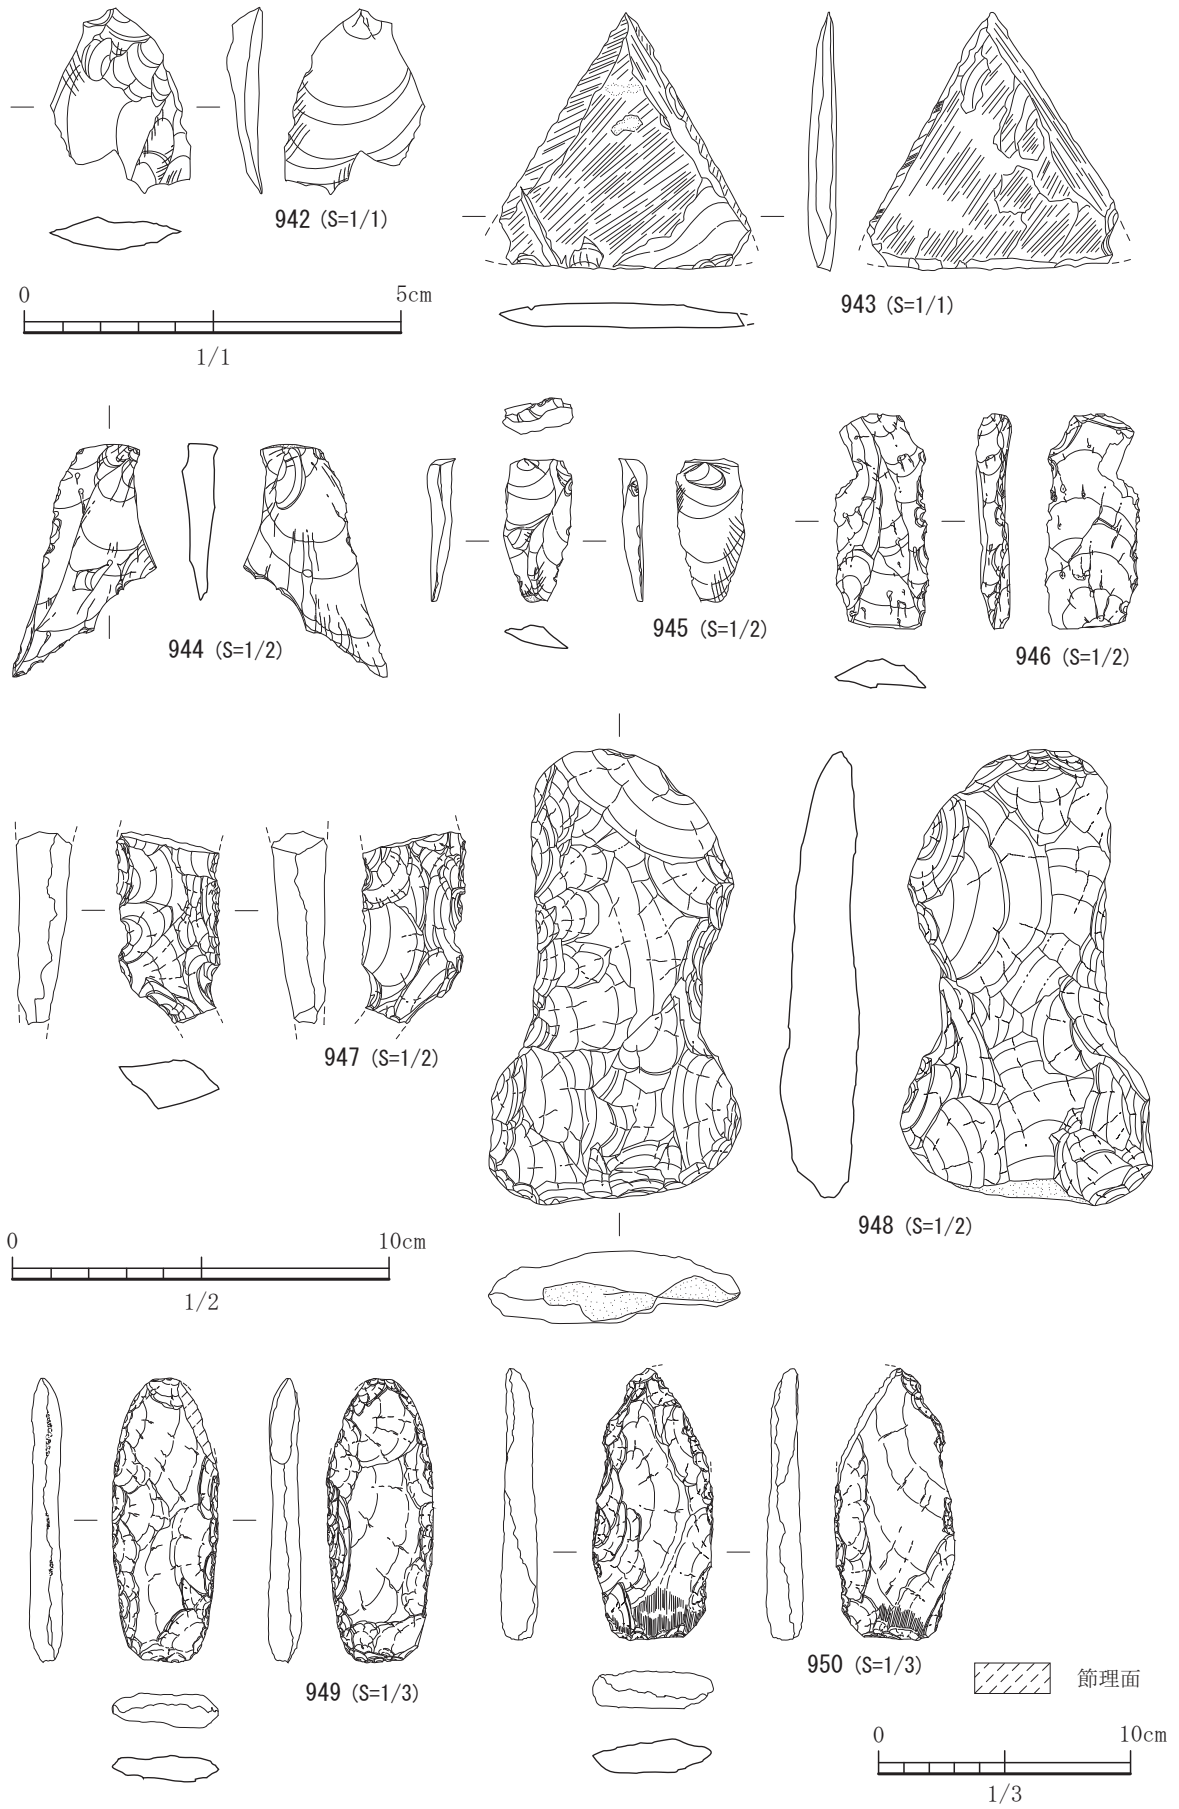 942 (S=1/1)
943 (S=1/1)
0 5cm
1/1
944 (S=1/2)
945 (S=1/2)
946 (S=1/2)
947 (S=1/2)
948 (S=1/2)
0 10cm
1/2
949 (S=1/3)
950 (S=1/3)
節理面
0 10cm
1/3